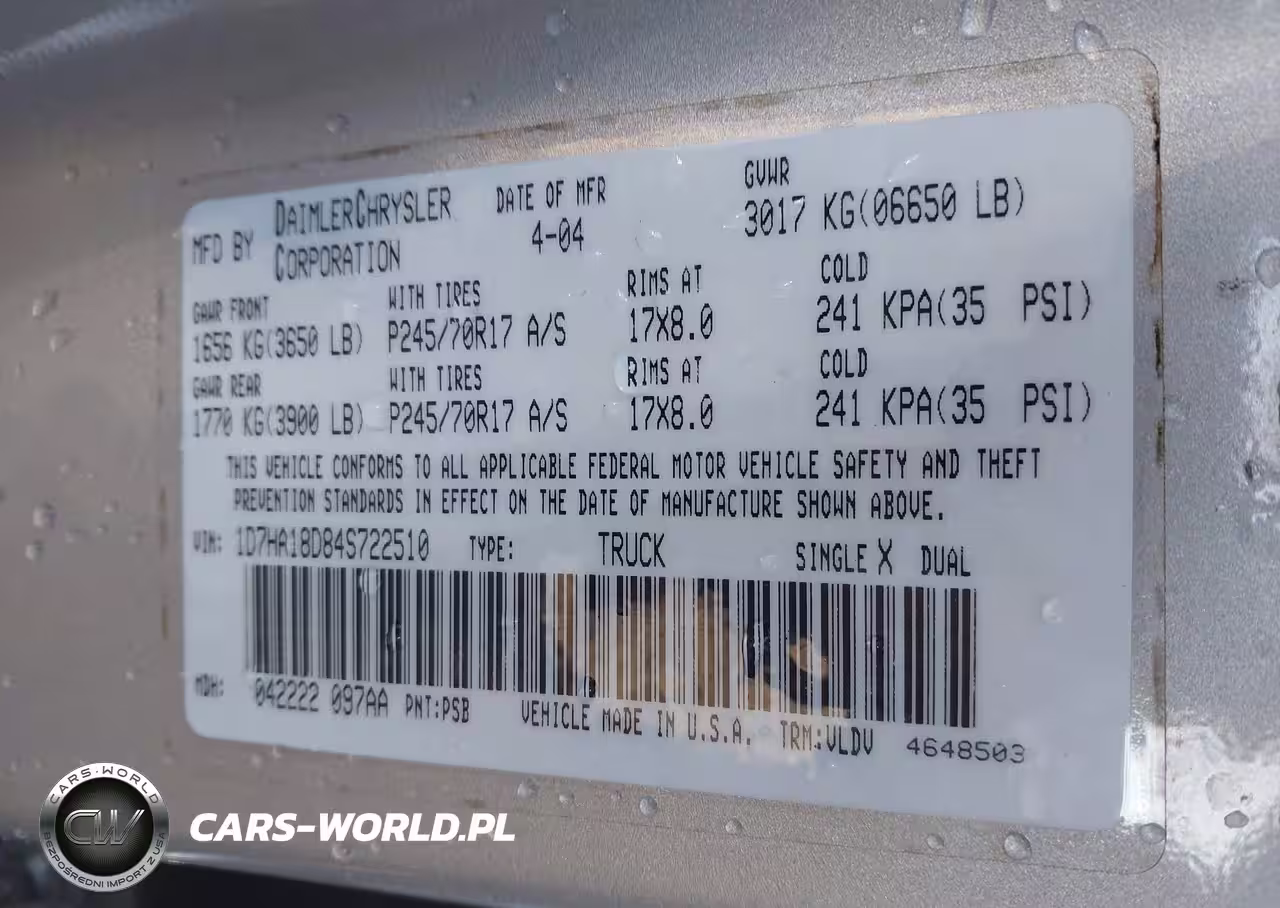 MFD BY DAIMLERCHRYSLER CORPORATION
DATE OF MFR
4-04
GVWR
3017 KG(06650 LB)
GAWR FRONT WITH TIRES RIMS AT COLD
1656 KG(3650 LB) P245/70R17 A/S 17X8.0 241 KPA(35 PSI)
GAWR REAR WITH TIRES RIMS AT COLD
1770 KG(3900 LB) P245/70R17 A/S 17X8.0 241 KPA(35 PSI)
THIS VEHICLE CONFORMS TO ALL APPLICABLE FEDERAL MOTOR VEHICLE SAFETY AND THEFT
PREVENTION STANDARDS IN EFFECT ON THE DATE OF MANUFACTURE SHOWN ABOVE.
VIN: 1D7HA18D84S722510 TYPE: TRUCK SINGLE X DUAL
MDH: 042222 097AA PNT:PSB VEHICLE MADE IN U.S.A. TRM:VLDV 4648503
CARS-WORLD
CW
BEZPOŚREDNI IMPORT Z USA
CARS-WORLD.PL